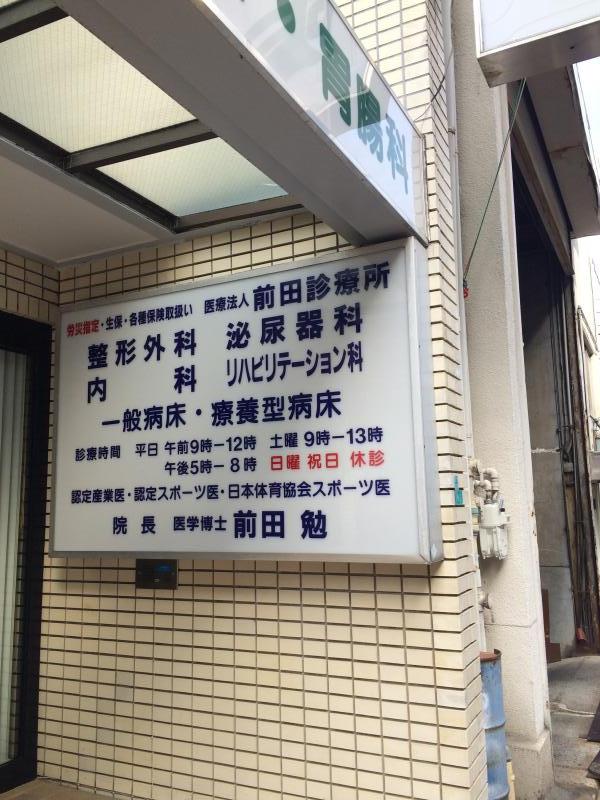 胃腸科
労災指定・生保・各種保険取扱い 医療法人 前田診療所
整形外科 泌尿器科
内科 リハビリテーション科
一般病床・療養型病床
診療時間 平日 午前9時ー12時 土曜 9時ー13時
午後5時ー8時 日曜 祝日 休診
認定産業医・認定スポーツ医・日本体育協会スポーツ医
院長 医学博士 前田 勉